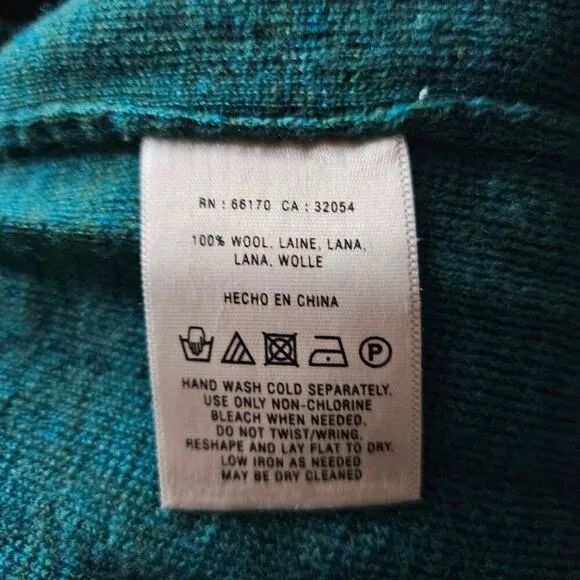 RN : 66170 CA : 32054
100% WOOL, LAINE, LANA,
LANA, WOLLE
HECHO EN CHINA
P
HAND WASH COLD SEPARATELY.
USE ONLY NON-CHLORINE
BLEACH WHEN NEEDED,
DO NOT TWIST/WRING,
RESHAPE AND LAY FLAT TO DRY.
LOW IRON AS NEEDED
MAY BE DRY CLEANED